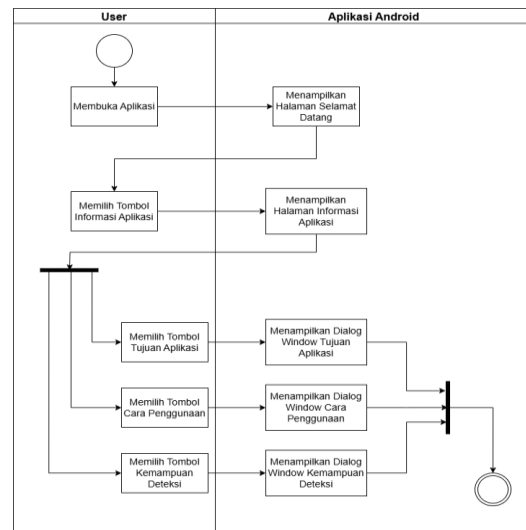 User
Aplikasi Android
Membuka Aplikasi
Menampilkan
Halaman Selamat
Datang
Memilih Tombol
Informasi Aplikasi
Menampilkan
Halaman Informasi
Aplikasi
Memilih Tombol
Tujuan Aplikasi
Menampilkan Dialog
Window Tujuan
Aplikasi
Memilih Tombol
Cara Penggunaan
Menampilkan Dialog
Window Cara
Penggunaan
Memilih Tombol
Kemampuan
Deteksi
Menampilkan Dialog
Window Kemampuan
Deteksi